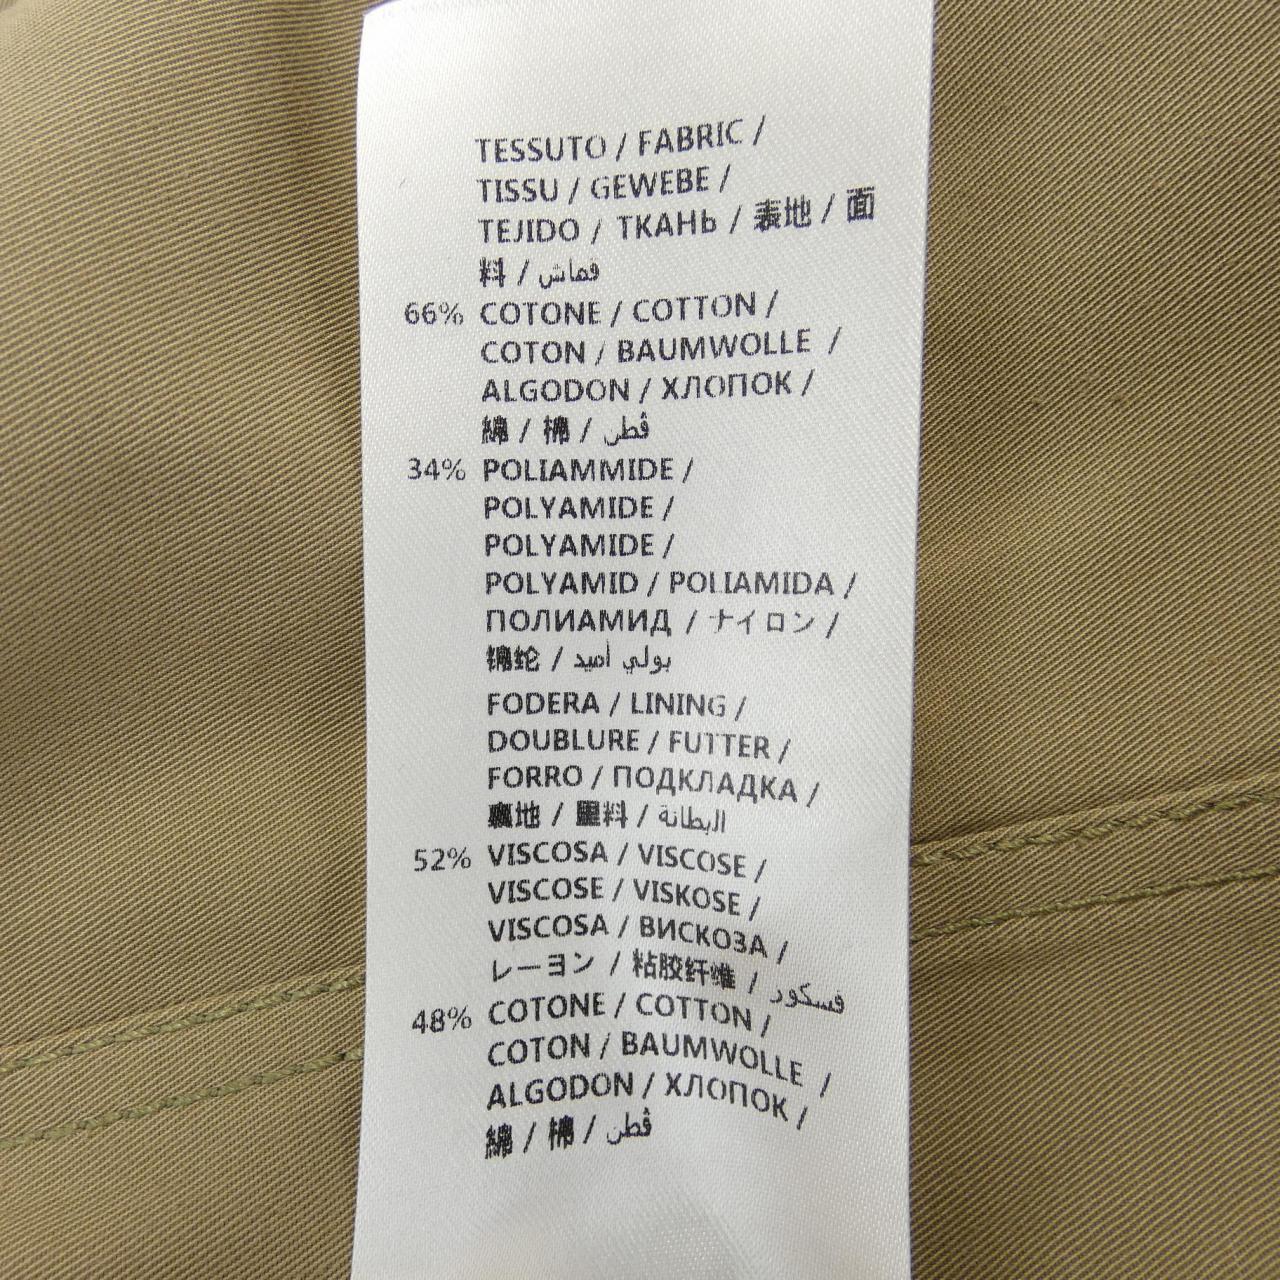 TESSUTO / FABRIC /
TISSU / GEWEBE /
TEJIDO / ТКАНЬ / 表地 / 面
料 / قماش
66% COTONE / COTTON /
COTON / BAUMWOLLE /
ALGODON / ХЛОПОК /
綿 / 棉 / قطن
34% POLIAMMIDE /
POLYAMIDE /
POLYAMIDE /
POLYAMID / POLIAMIDA /
ПОЛИАМИД / ナイロン /
锦纶 / بولي أميد
FODERA / LINING /
DOUBLURE / FUTTER /
FORRO / ПОДКЛАДКА /
裏地 / 里料 / البطانة
52% VISCOSA / VISCOSE /
VISCOSE / VISKOSE /
VISCOSA / ВИСКОЗА /
レーヨン / 粘胶纤维 / فسكور
48% COTONE / COTTON /
COTON / BAUMWOLLE /
ALGODON / ХЛОПОК /
綿 / 棉 / قطن